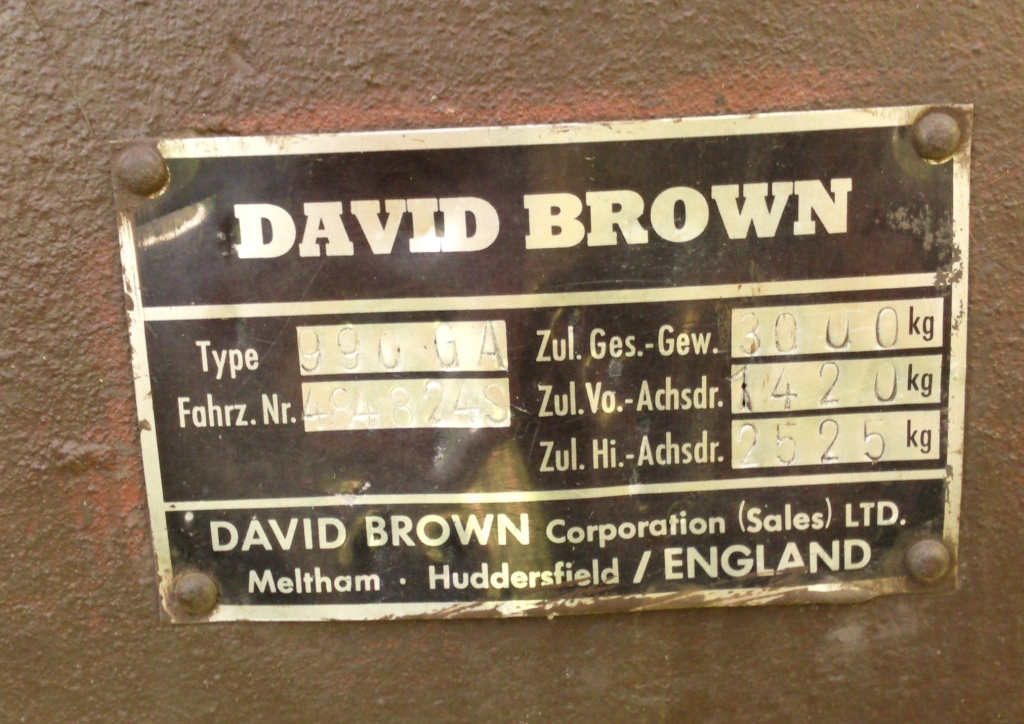 DAVID BROWN
Type 990 GA
Fahrz. Nr. 484824S
Zul. Ges.-Gew. 3000 kg
Zul. Vo.-Achsdr. 1420 kg
Zul. Hi.-Achsdr. 2525 kg
DAVID BROWN Corporation (Sales) LTD.
Meltham · Huddersfield / ENGLAND